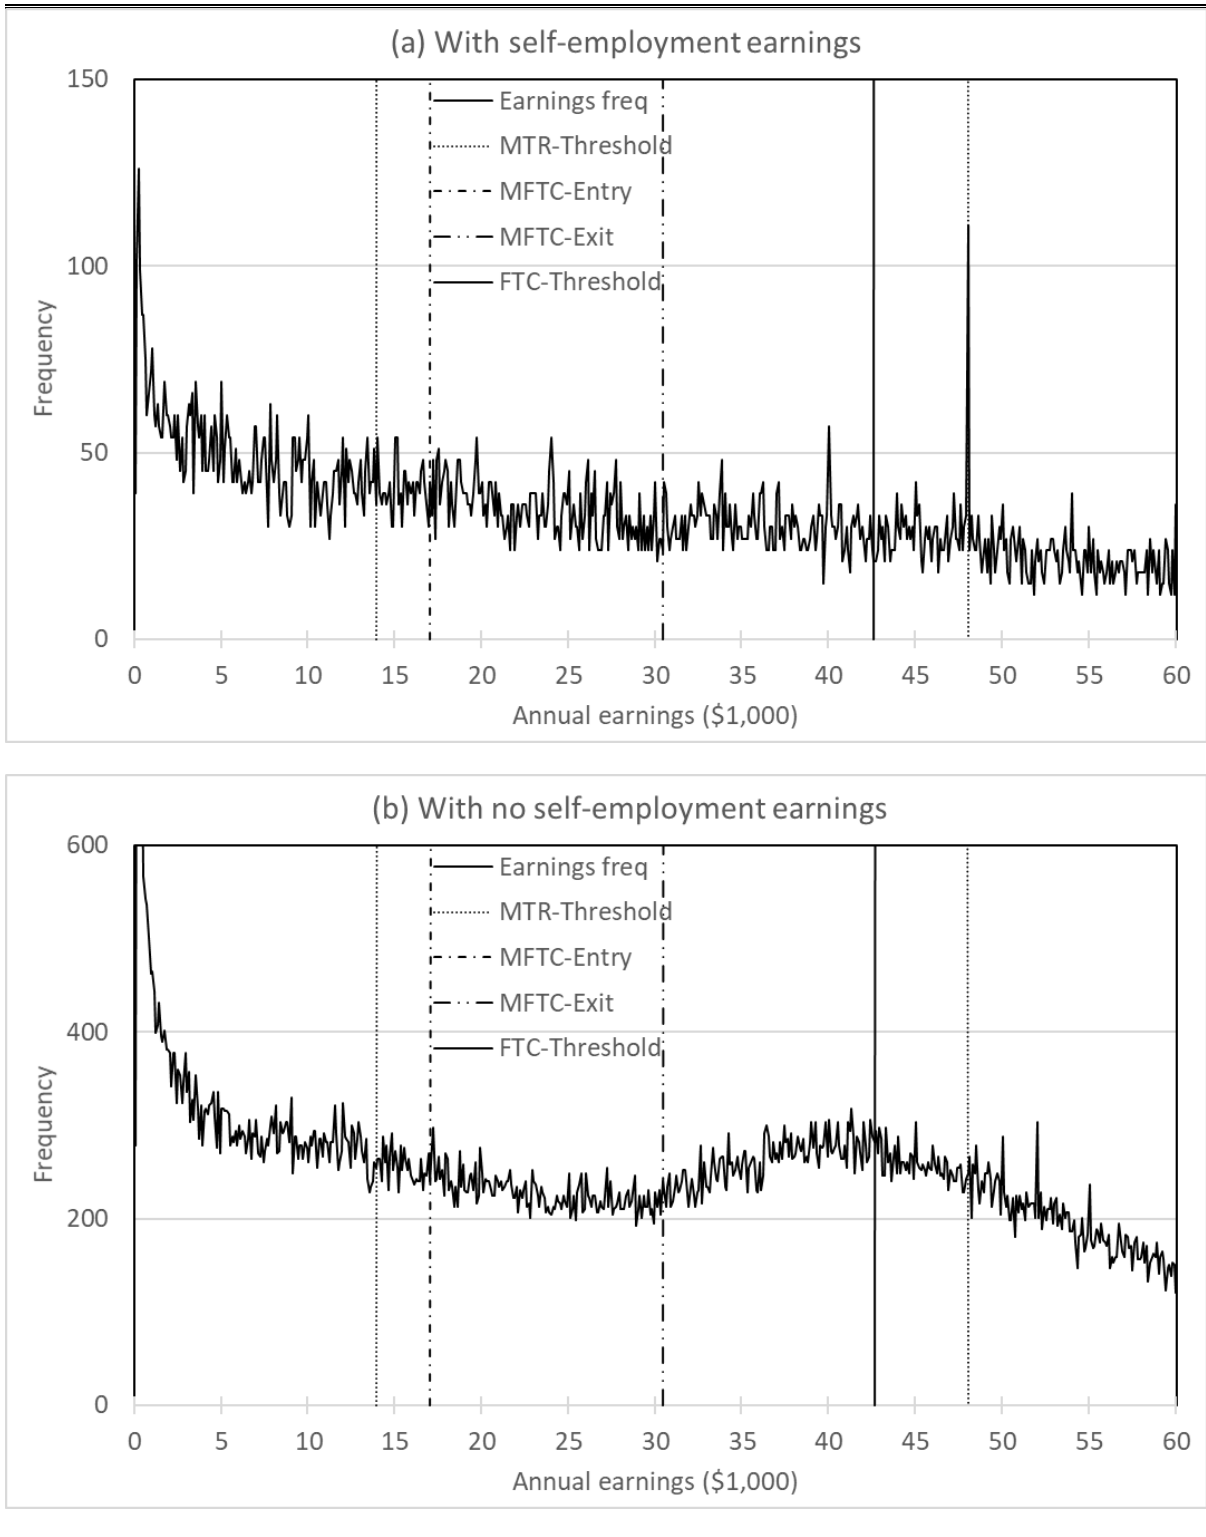 (a) With self-employment earnings
150
100
50
0
Frequency
Earnings freq
MTR-Threshold
MFTC-Entry
MFTC-Exit
FTC-Threshold
0 5 10 15 20 25 30 35 40 45 50 55 60
Annual earnings ($1,000)
(b) With no self-employment earnings
600
400
200
0
Frequency
Earnings freq
MTR-Threshold
MFTC-Entry
MFTC-Exit
FTC-Threshold
0 5 10 15 20 25 30 35 40 45 50 55 60
Annual earnings ($1,000)